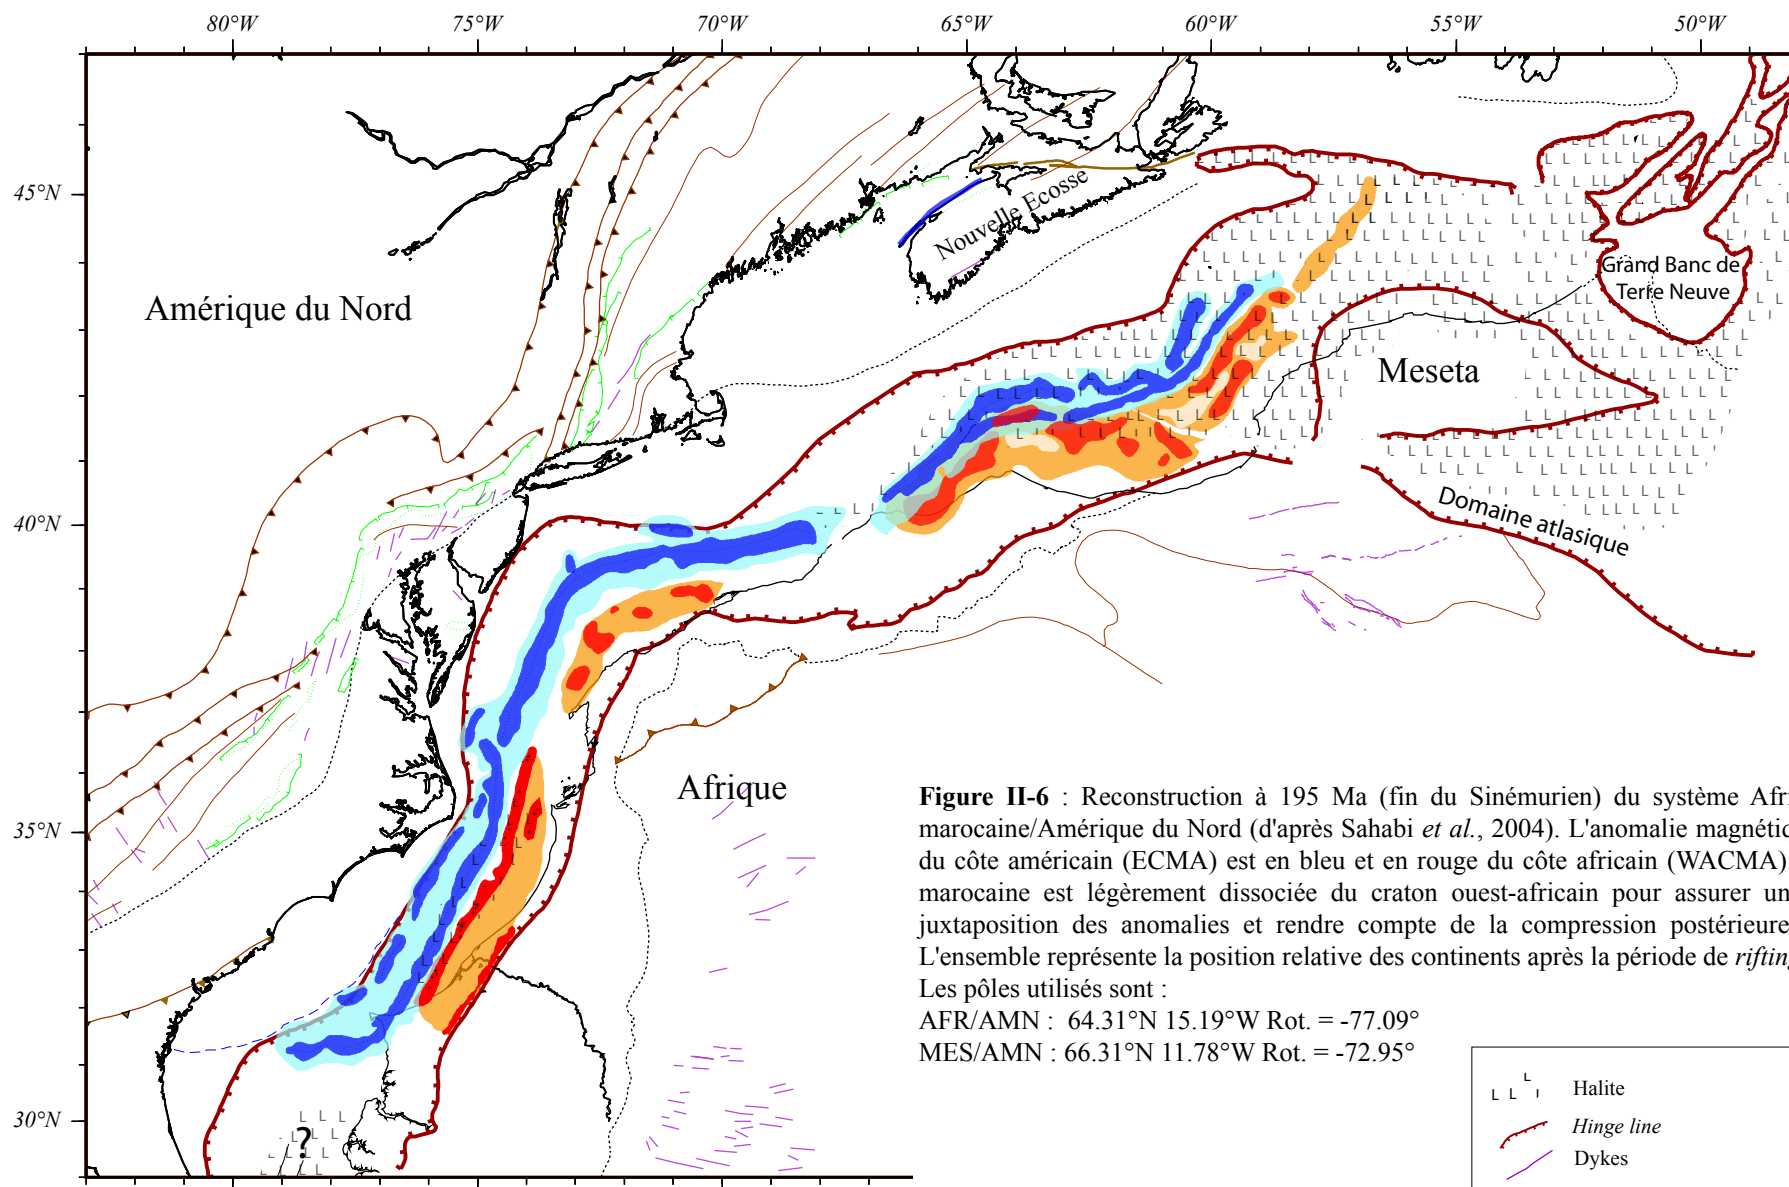 80°W 75°W 70°W 65°W 60°W 55°W 50°W
45°N
40°N
35°N
30°N
Nouvelle Ecosse
Grand Banc de
Terre Neuve
Amérique du Nord
Meseta
Domaine atlasique
Afrique
?
Figure II-6 : Reconstruction à 195 Ma (fin du Sinémurien) du système Afri
marocaine/Amérique du Nord (d'après Sahabi et al., 2004). L'anomalie magnétic
du côte américain (ECMA) est en bleu et en rouge du côte africain (WACMA)
marocaine est légèrement dissociée du craton ouest-africain pour assurer un
juxtaposition des anomalies et rendre compte de la compression postérieure
L'ensemble représente la position relative des continents après la période de rifting
Les pôles utilisés sont :
AFR/AMN : 64.31°N 15.19°W Rot. = -77.09°
MES/AMN : 66.31°N 11.78°W Rot. = -72.95°
Halite
Hinge line
Dykes